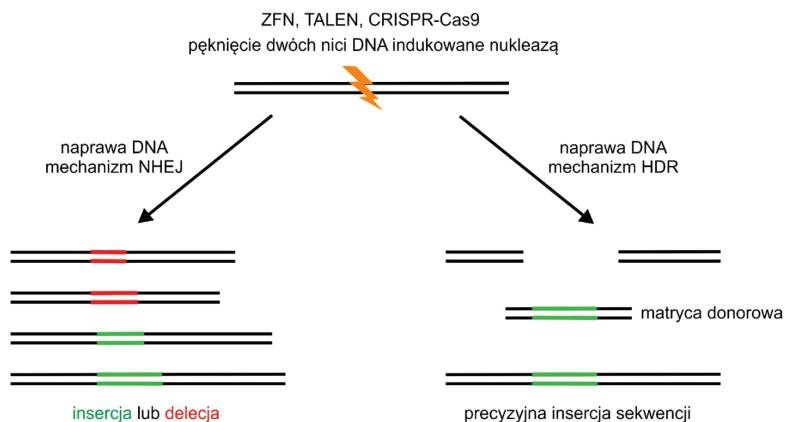 ZFN, TALEN, CRISPR-Cas9
pęknięcie dwóch nici DNA indukowane nukleazą
naprawa DNA
mechanizm NHEJ
naprawa DNA
mechanizm HDR
matryca donorowa
insercja lub delecja
precyzyjna insercja sekwencji